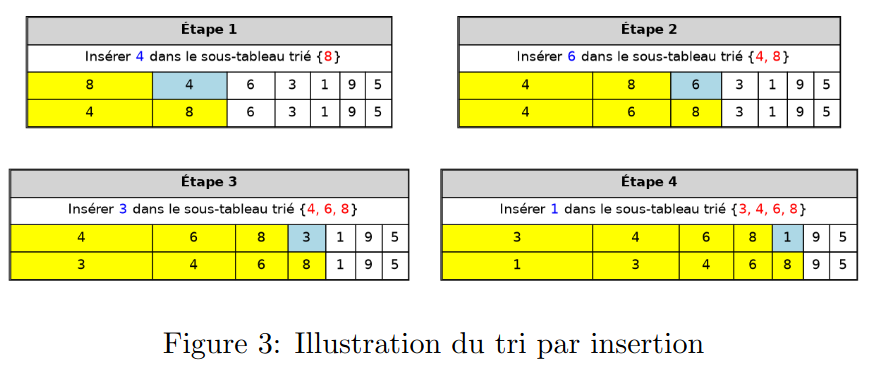 Étape 1
Insérer 4 dans le sous-tableau trié {8}
8 4 6 3 1 9 5
4 8 6 3 1 9 5
Étape 2
Insérer 6 dans le sous-tableau trié {4, 8}
4 8 6 3 1 9 5
4 6 8 3 1 9 5
Étape 3
Insérer 3 dans le sous-tableau trié {4, 6, 8}
4 6 8 3 1 9 5
3 4 6 8 1 9 5
Étape 4
Insérer 1 dans le sous-tableau trié {3, 4, 6, 8}
3 4 6 8 1 9 5
1 3 4 6 8 9 5
Figure 3: Illustration du tri par insertion